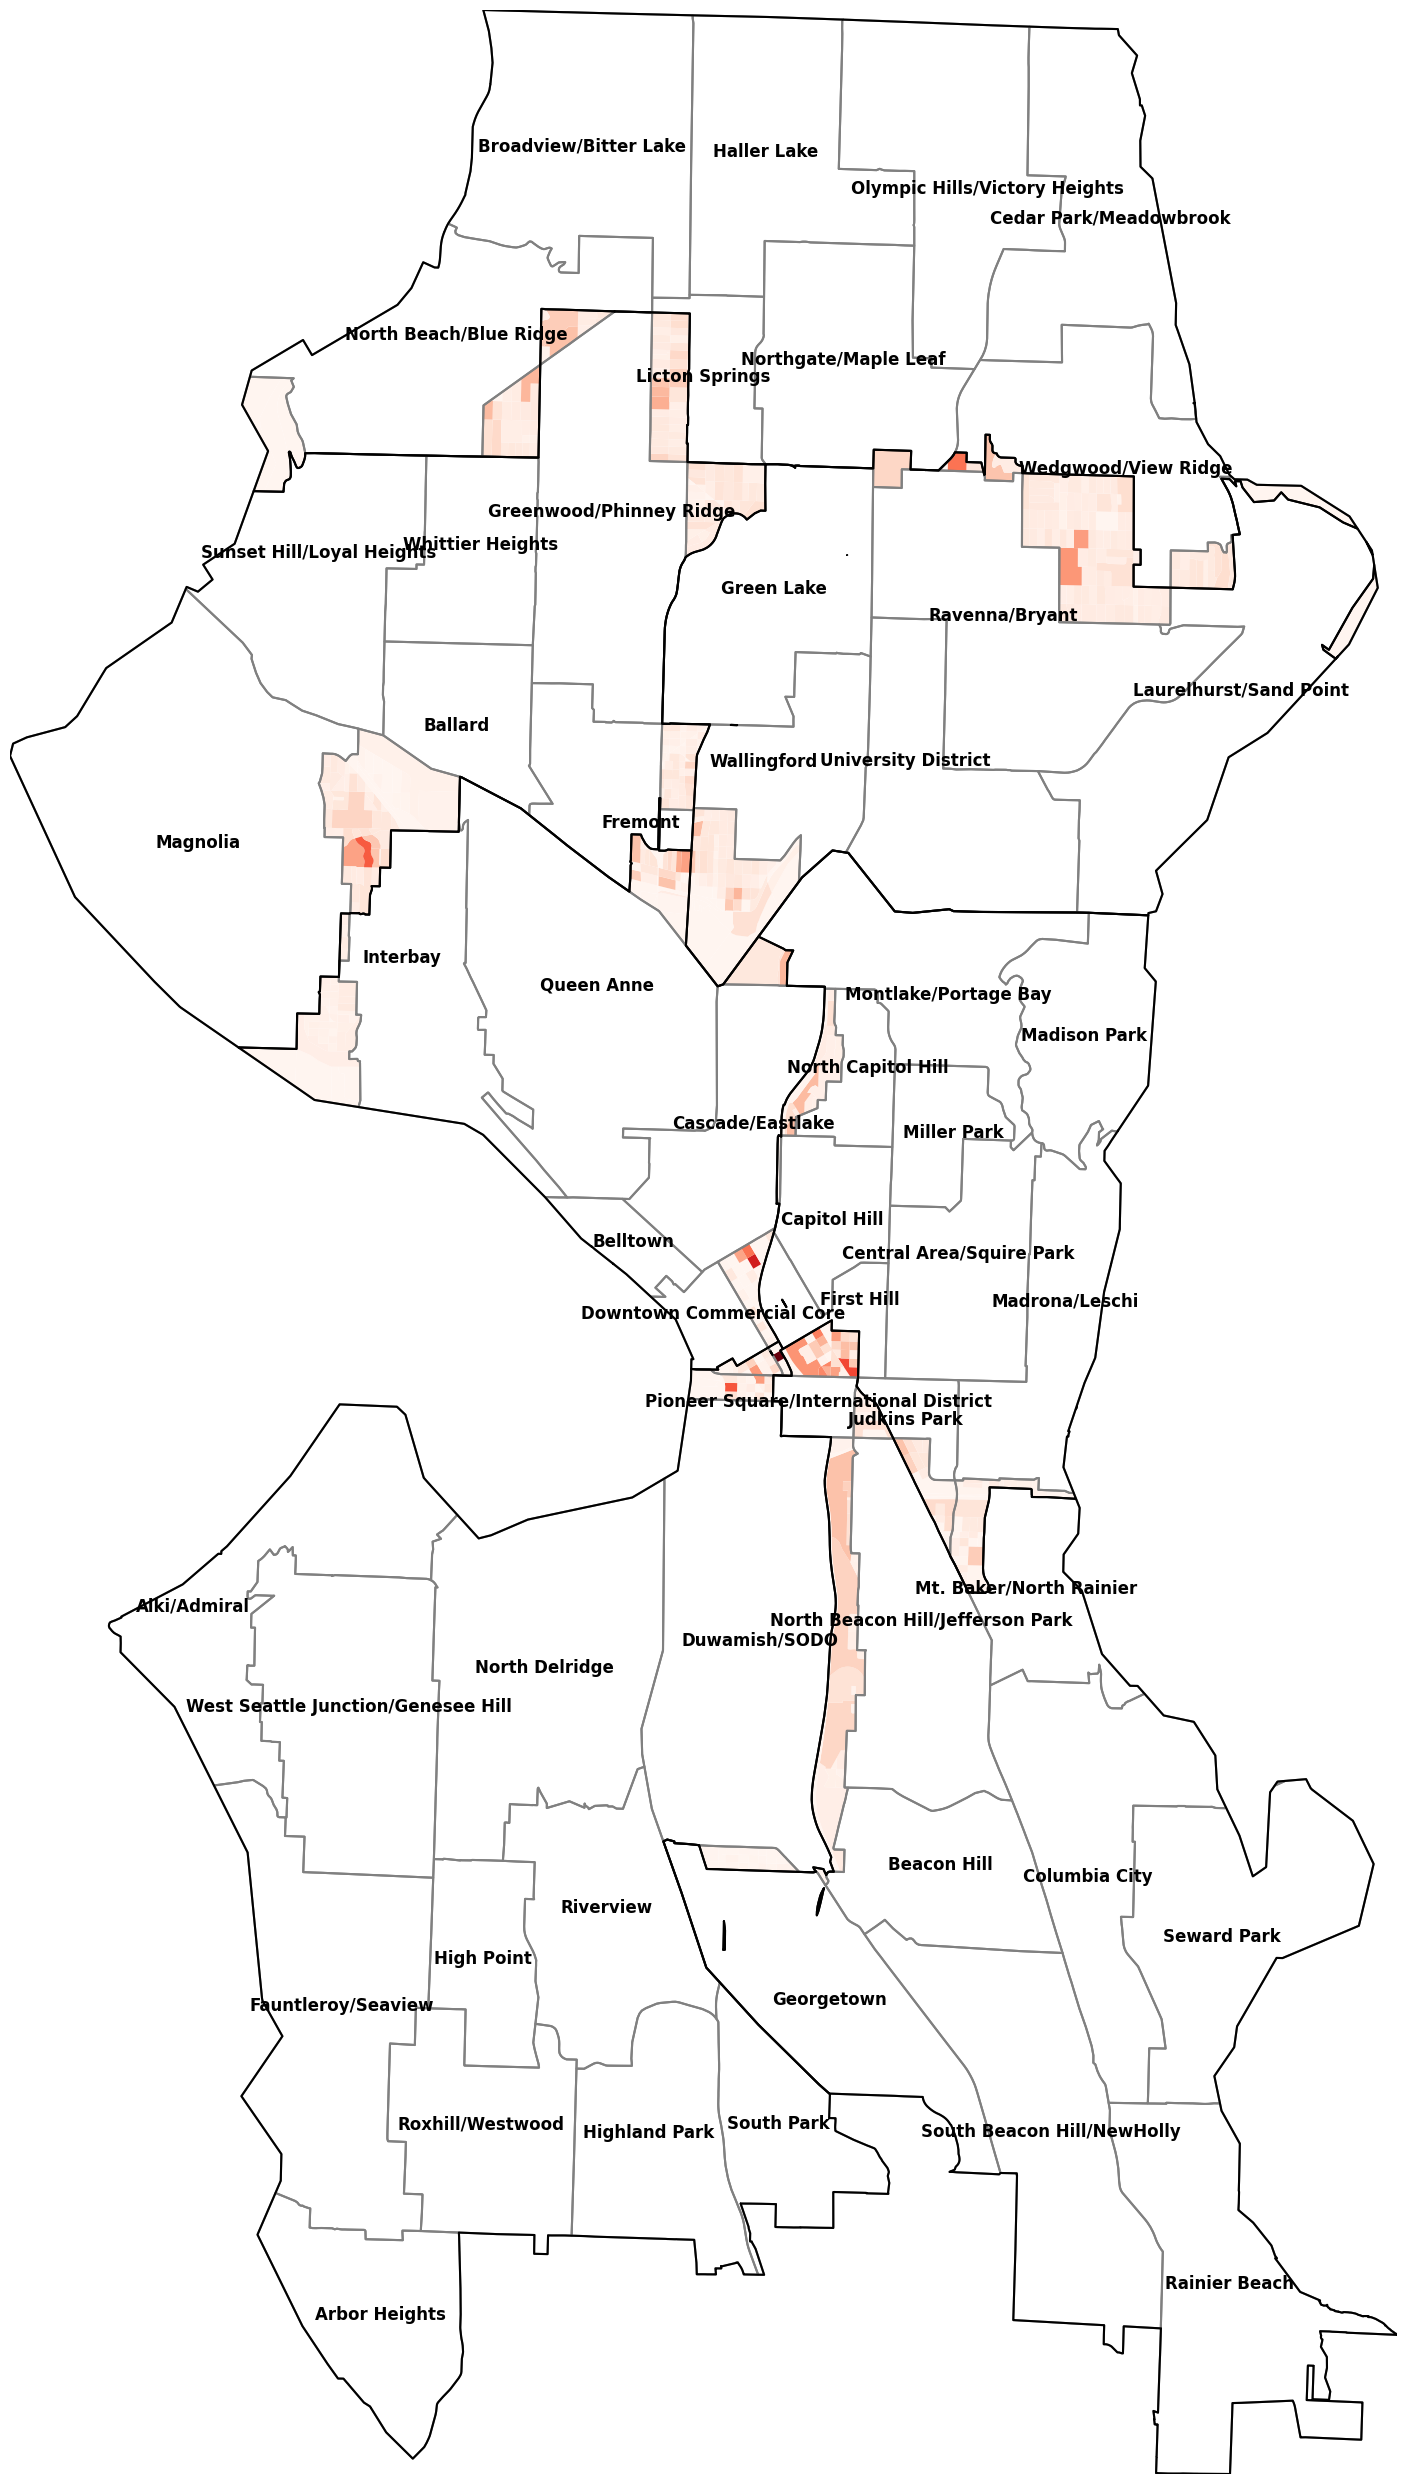 Broadview/Bitter Lake
Haller Lake
Olympic Hills/Victory Heights
Cedar Park/Meadowbrook
North Beach/Blue Ridge
Northgate/Maple Leaf
Licton Springs
Wedgwood/View Ridge
Greenwood/Phinney Ridge
Whittier Heights
Sunset Hill/Loyal Heights
Green Lake
Ravenna/Bryant
Laurelhurst/Sand Point
Ballard
Wallingford
University District
Fremont
Magnolia
Interbay
Queen Anne
Montlake/Portage Bay
Madison Park
North Capitol Hill
Cascade/Eastlake
Miller Park
Capitol Hill
Belltown
Central Area/Squire Park
First Hill
Madrona/Leschi
Downtown Commercial Core
Pioneer Square/International District
Judkins Park
Mt. Baker/North Rainier
Alki/Admiral
North Beacon Hill/Jefferson Park
Duwamish/SODO
North Delridge
West Seattle Junction/Genesee Hill
Beacon Hill
Columbia City
Riverview
Seward Park
High Point
Georgetown
Fauntleroy/Seaview
Roxhill/Westwood
South Park
Highland Park
South Beacon Hill/NewHolly
Rainier Beach
Arbor Heights